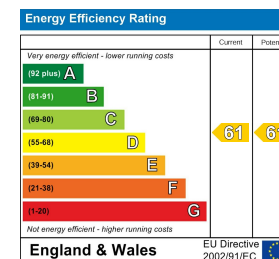 Energy Efficiency Rating
Current
Very energy efficient - lower running costs
(92 plus) A
(81-91) B
(69-80) C
(55-68) D
61
(39-54) E
(21-38) F
(1-20) G
Not energy efficient - higher running costs
England & Wales
EU Directive
2002/91/EC